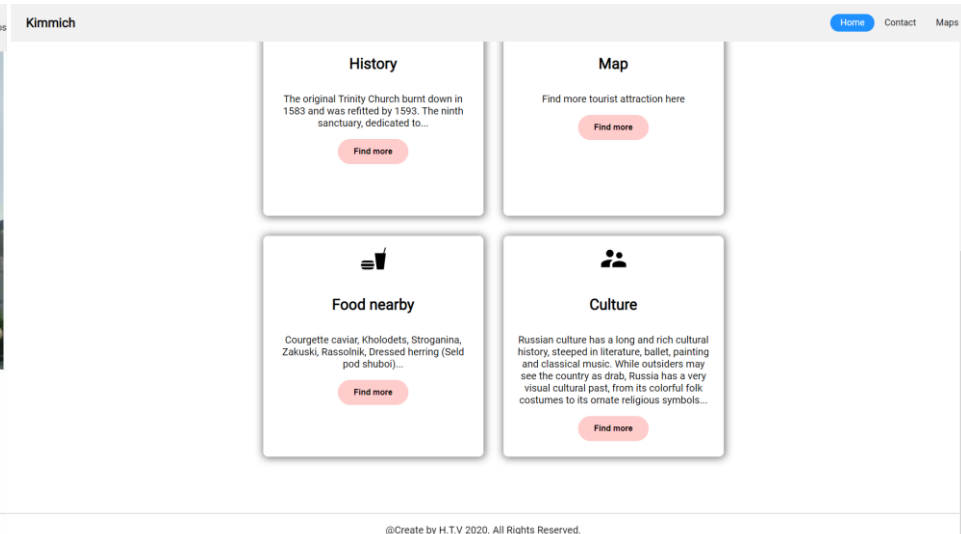 Kimmich
Home
Contact
Maps
History
The original Trinity Church burnt down in
1583 and was refitted by 1593. The ninth
sanctuary, dedicated to...
Find more
Map
Find more tourist attraction here
Find more
Food nearby
Courgette caviar, Kholodets, Stroganina,
Zakuski, Rassolnik, Dressed herring (Seld
pod shuboi)...
Find more
Culture
Russian culture has a long and rich cultural
history, steeped in literature, ballet, painting
and classical music. While outsiders may
see the country as drab, Russia has a very
visual cultural past, from its colorful folk
costumes to its ornate religious symbols...
Find more
@Create by H.T.V 2020. All Rights Reserved.